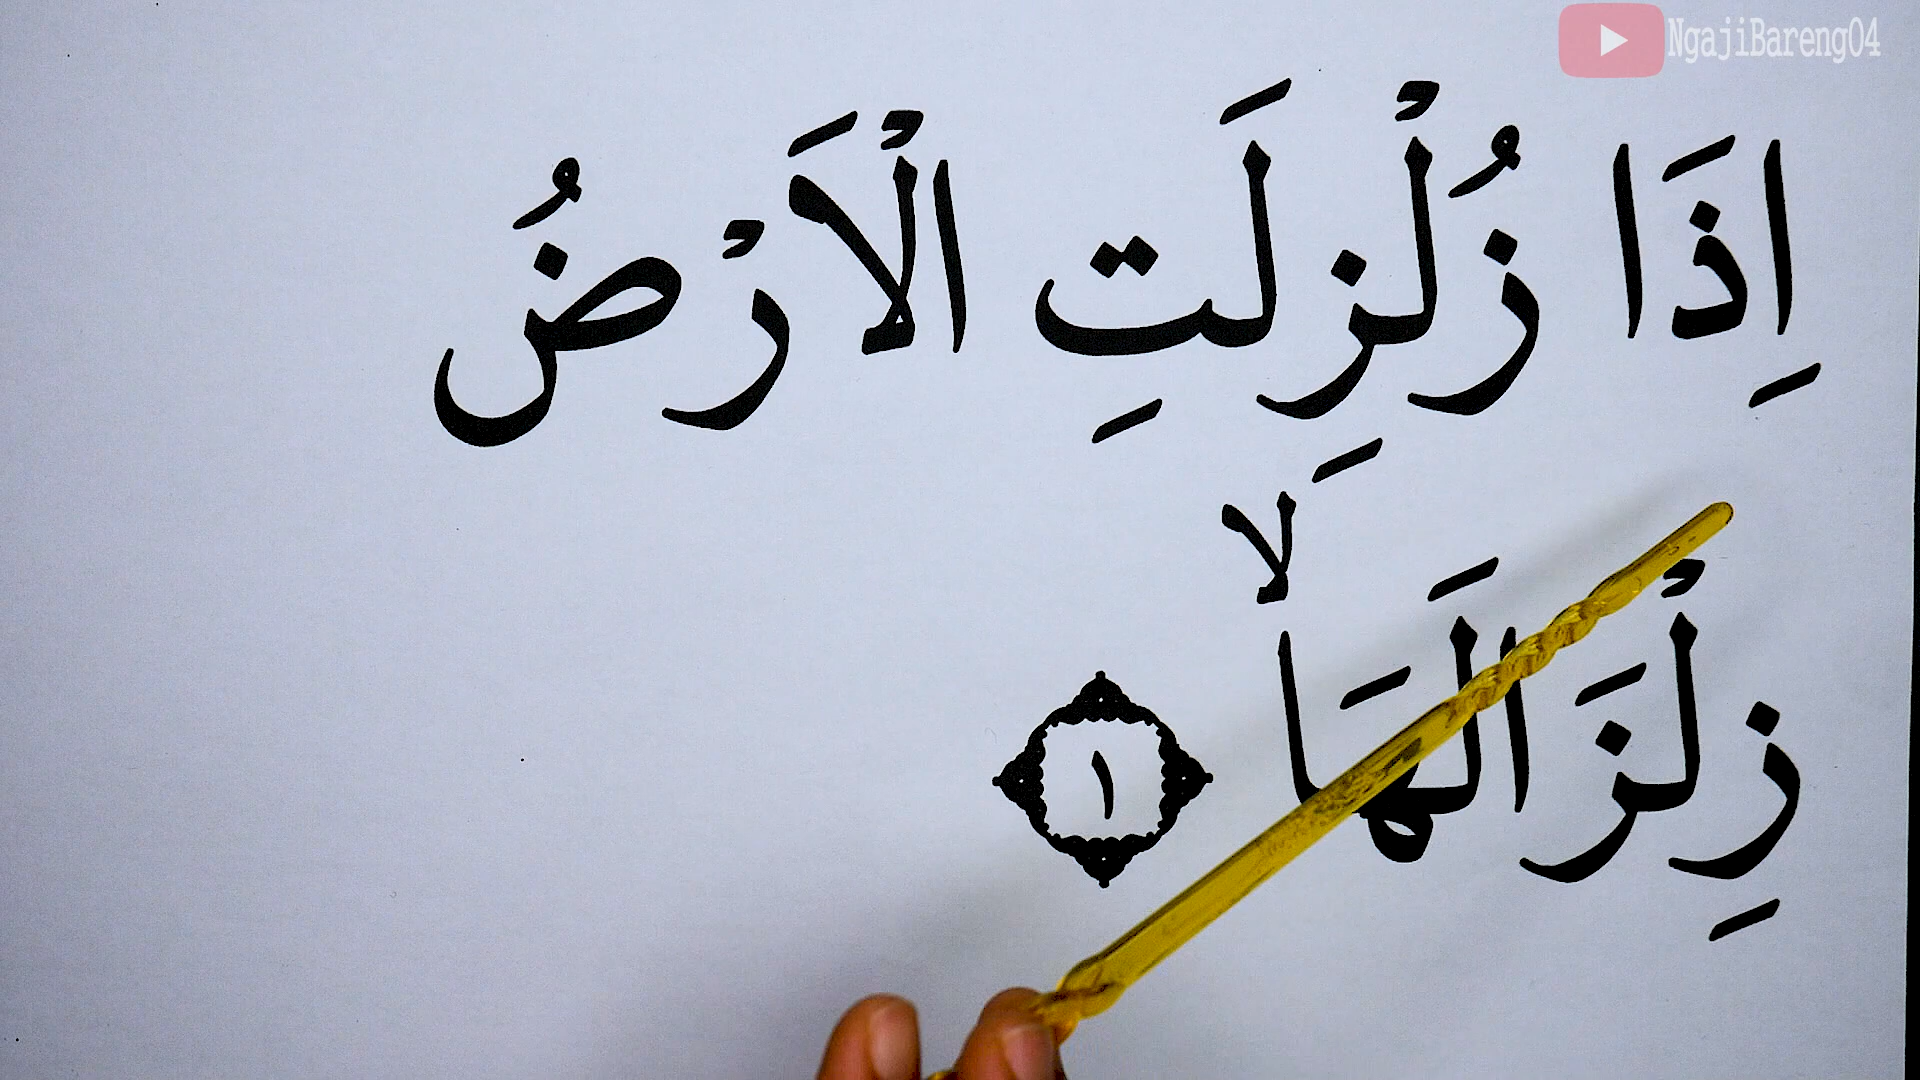 NgajiBareng04
اِذَا زُلْزِلَتِ الْاَرْضُ
زِلْزَالَهَاۙ ١